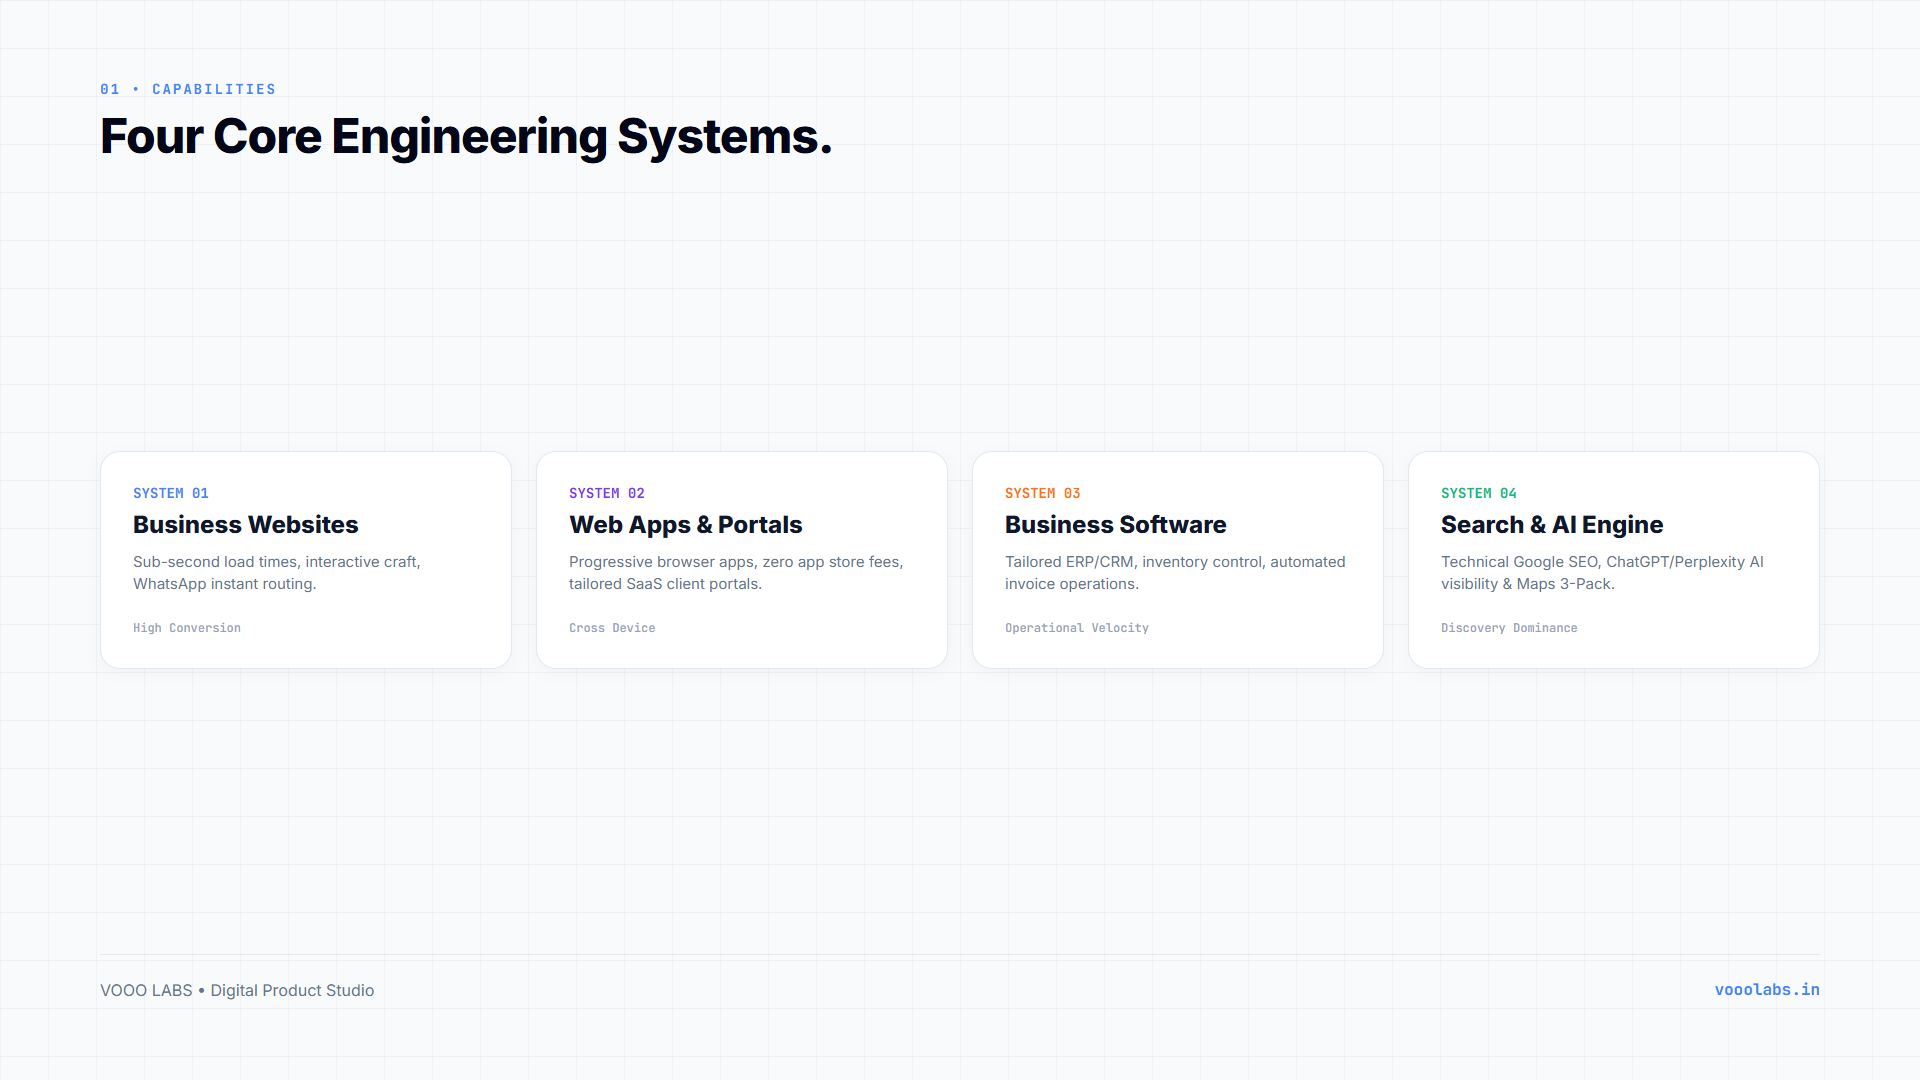 01 • CAPABILITIES
Four Core Engineering Systems.
SYSTEM 01
Business Websites
Sub-second load times, interactive craft,
WhatsApp instant routing.
High Conversion
SYSTEM 02
Web Apps & Portals
Progressive browser apps, zero app store fees,
tailored SaaS client portals.
Cross Device
SYSTEM 03
Business Software
Tailored ERP/CRM, inventory control, automated
invoice operations.
Operational Velocity
SYSTEM 04
Search & AI Engine
Technical Google SEO, ChatGPT/Perplexity AI
visibility & Maps 3-Pack.
Discovery Dominance
VOOO LABS • Digital Product Studio
vooolabs.in